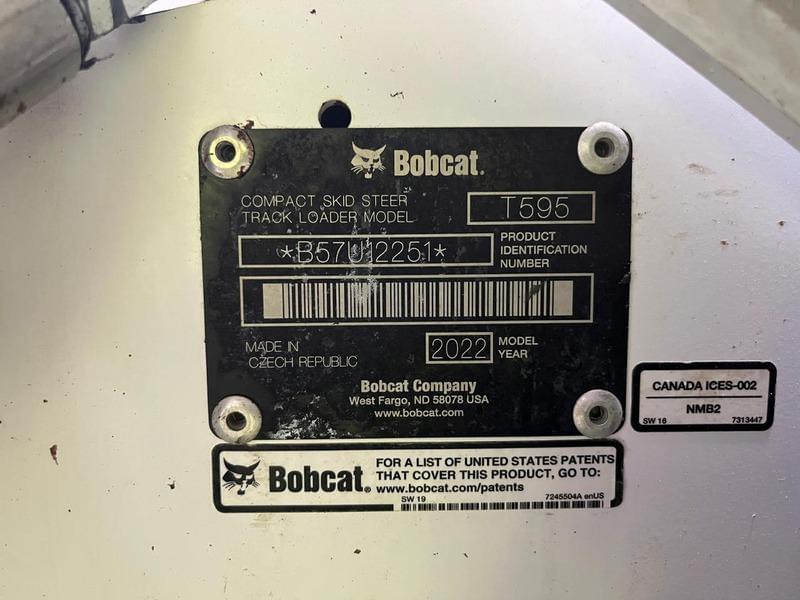 Bobcat.
COMPACT SKID STEER
TRACK LOADER MODEL
T595
*B57U12251*
PRODUCT
IDENTIFICATION
NUMBER
MADE IN
CZECH REPUBLIC
2022
MODEL
YEAR
Bobcat Company
West Fargo, ND 58078 USA
www.bobcat.com
CANADA ICES-002
NMB2
SW 16
7313447
Bobcat®
FOR A LIST OF UNITED STATES PATENTS
THAT COVER THIS PRODUCT, GO TO:
www.bobcat.com/patents
SW 19
7245504A enUS